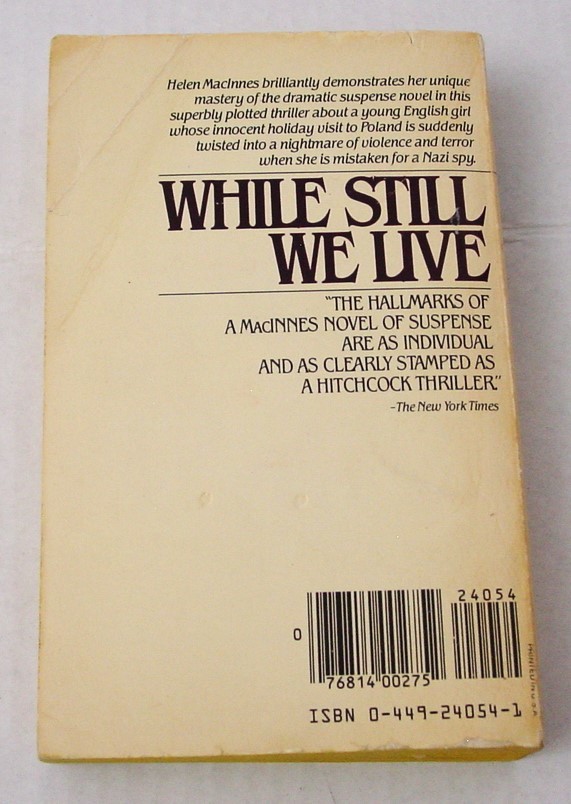 Helen MacInnes brilliantly demonstrates her unique
mastery of the dramatic suspense novel in this
superbly plotted thriller about a young English girl
whose innocent holiday visit to Poland is suddenly
twisted into a nightmare of violence and terror
when she is mistaken for a Nazi spy.
WHILE STILL
WE LIVE
"THE HALLMARKS OF
A MacINNES NOVEL OF SUSPENSE
ARE AS INDIVIDUAL
AND AS CLEARLY STAMPED AS
A HITCHCOCK THRILLER."
–The New York Times
24054
0
76814 00275
ISBN 0-449-24054-1
PRINTED IN U.S.A.